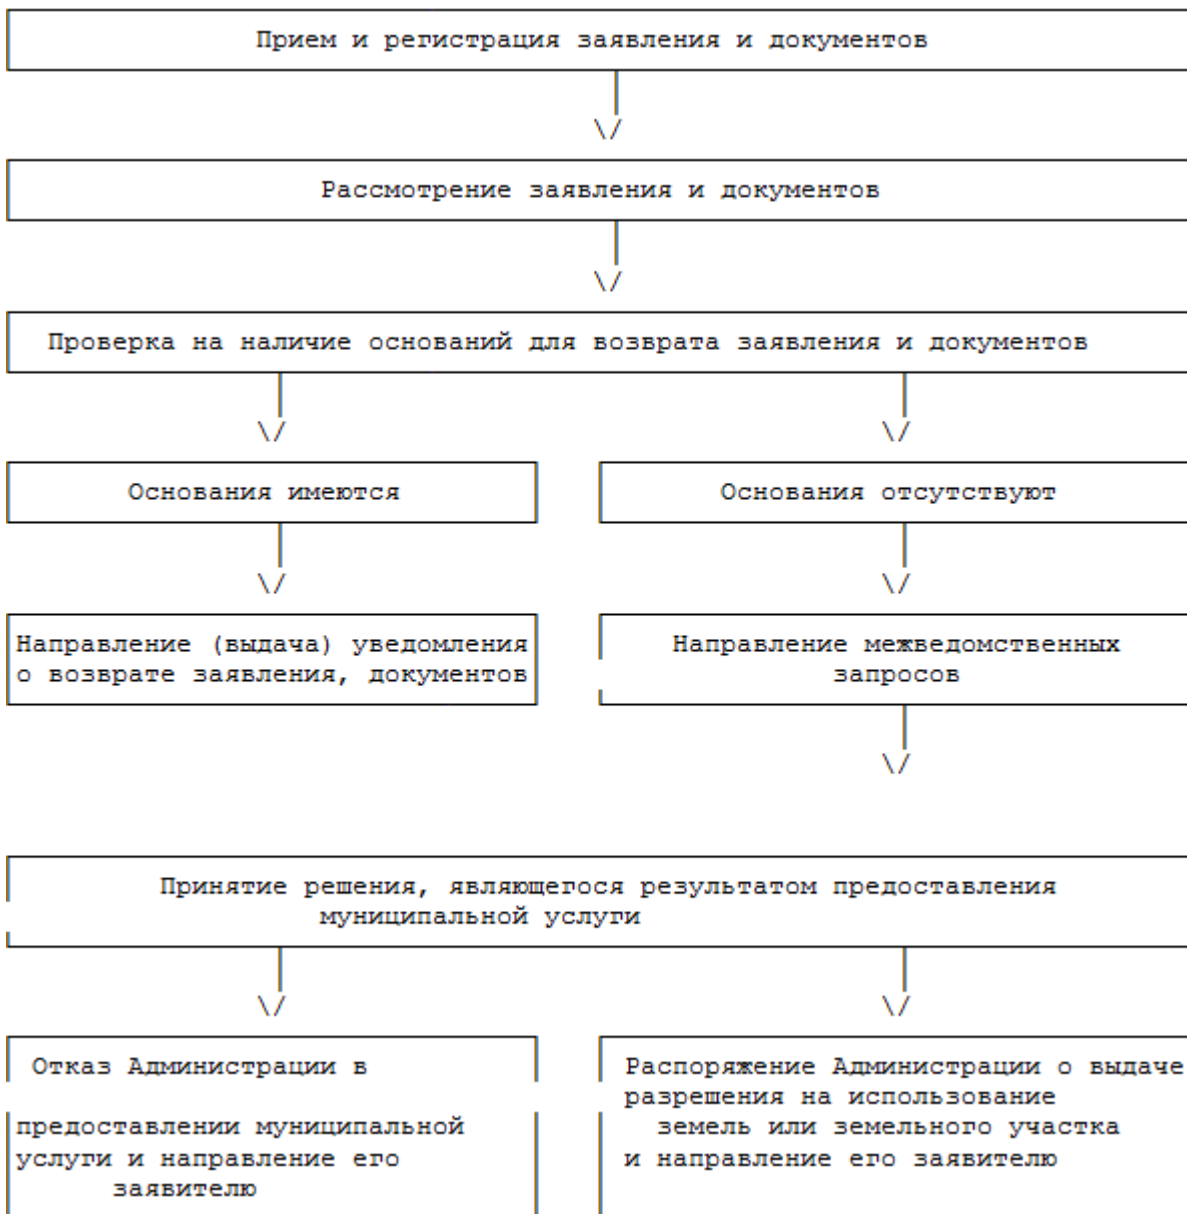 Прием и регистрация заявления и документов
Рассмотрение заявления и документов
Проверка на наличие оснований для возврата заявления и документов
Основания имеются
Основания отсутствуют
Направление (выдача) уведомления
о возврате заявления, документов
Направление межведомственных
запросов
Принятие решения, являющегося результатом предоставления
муниципальной услуги
Отказ Администрации в
предоставлении муниципальной
услуги и направление его
заявителю
Распоряжение Администрации о выдаче
разрешения на использование
земель или земельного участка
и направление его заявителю